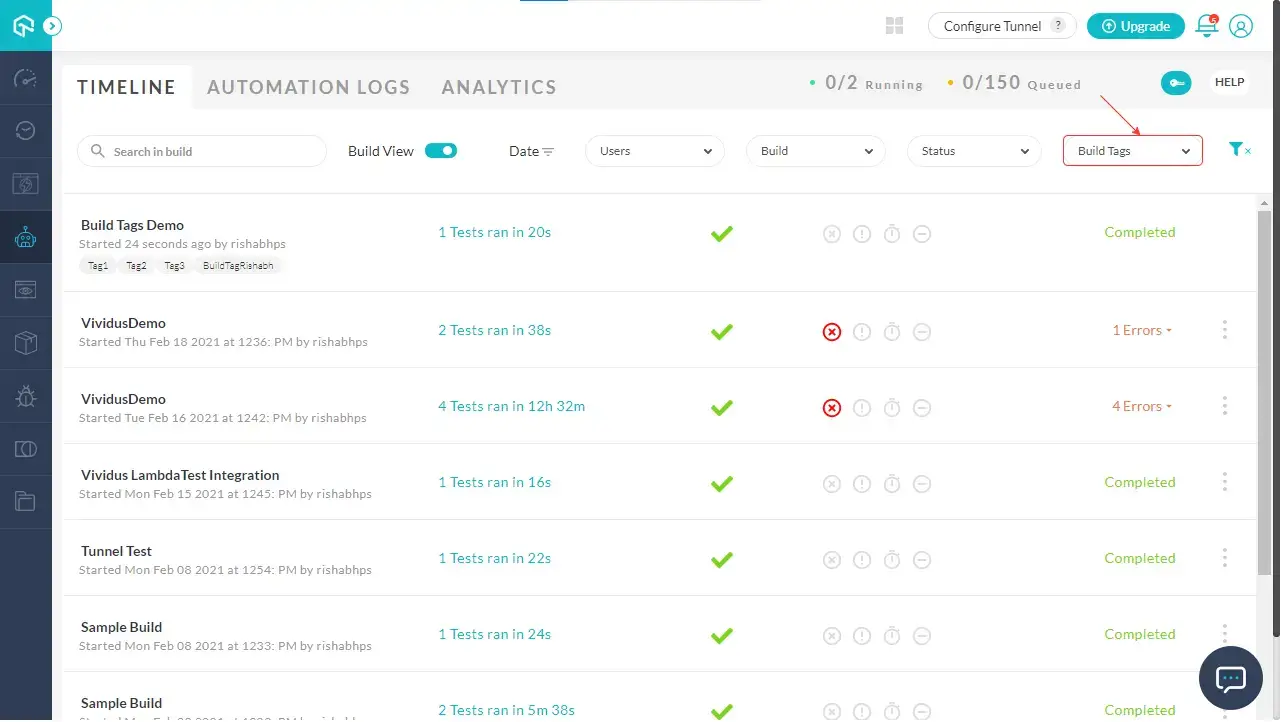 Configure Tunnel ?
Upgrade
5
TIMELINE AUTOMATION LOGS ANALYTICS
0/2 Running
0/150 Queued
HELP
Search in build
Build View
Date
Users
Build
Status
Build Tags
Build Tags Demo
Started 24 seconds ago by rishabhps
Tag1 Tag2 Tag3 BuildTagRishabh
1 Tests ran in 20s
Completed
VividusDemo
Started Thu Feb 18 2021 at 1236: PM by rishabhps
2 Tests ran in 38s
1 Errors
VividusDemo
Started Tue Feb 16 2021 at 1242: PM by rishabhps
4 Tests ran in 12h 32m
4 Errors
Vividus LambdaTest Integration
Started Mon Feb 15 2021 at 1245: PM by rishabhps
1 Tests ran in 16s
Completed
Tunnel Test
Started Mon Feb 08 2021 at 1254: PM by rishabhps
1 Tests ran in 22s
Completed
Sample Build
Started Mon Feb 08 2021 at 1233: PM by rishabhps
1 Tests ran in 24s
Completed
Sample Build
2 Tests ran in 5m 38s
Completed